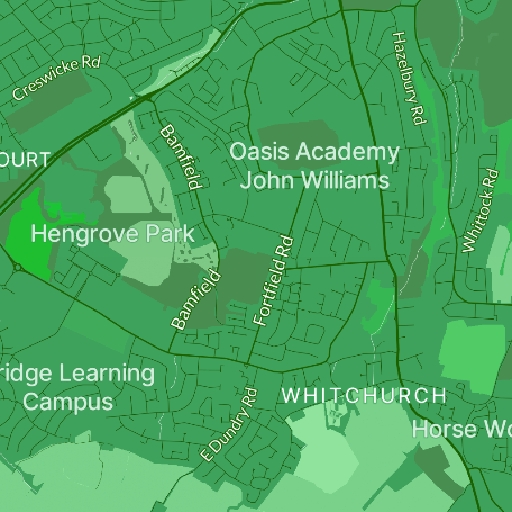 Creswicke Rd
Hazelbury Rd
Bamfield
Oasis Academy
John Williams
OURT
Whittock Rd
Hengrove Park
Fortfield Rd
Bamfield
ridge Learning
Campus
WHITCHURCH
E Dundry Rd
Horse Wo